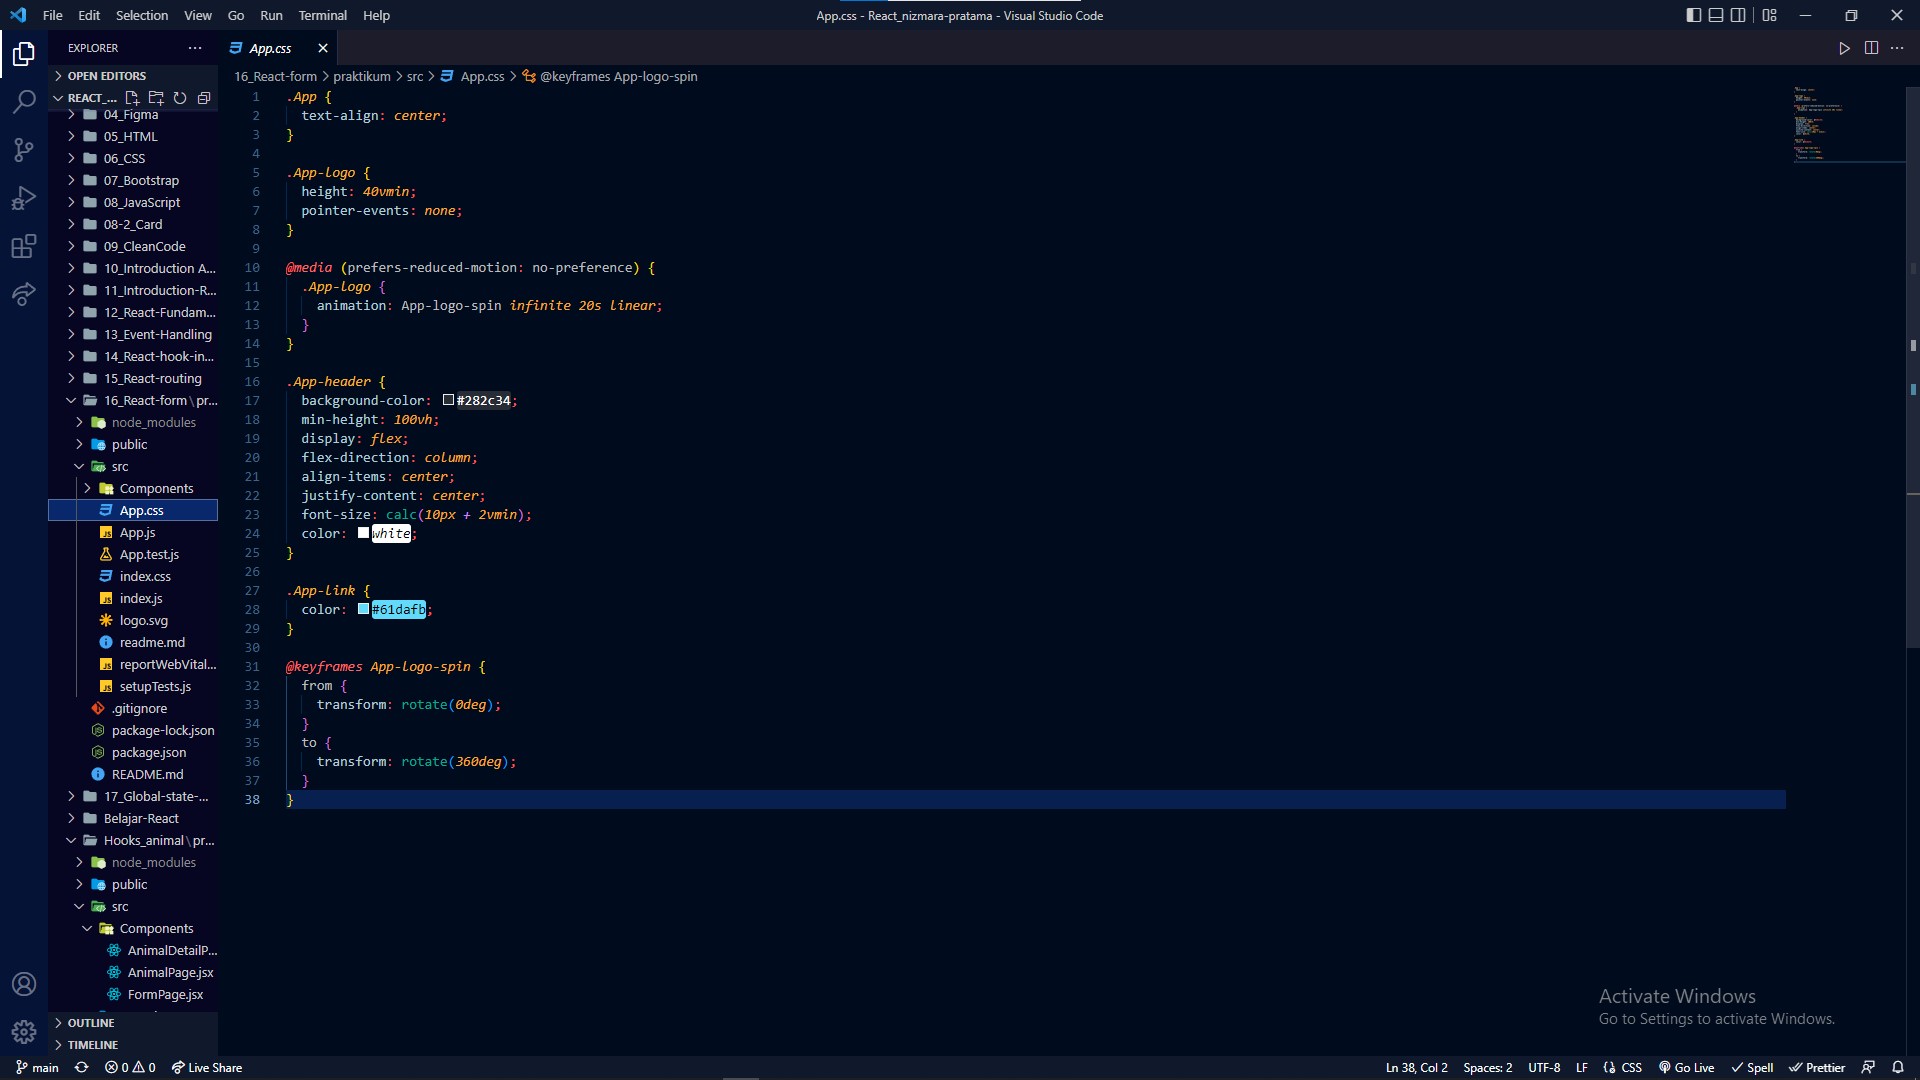 File Edit Selection View Go Run Terminal Help
App.css - React_nizmara-pratama - Visual Studio Code
EXPLORER
OPEN EDITORS
REACT_...
04_Figma
05_HTML
06_CSS
07_Bootstrap
08_JavaScript
08-2_Card
09_CleanCode
10_Introduction A...
11_Introduction-R...
12_React-Fundam...
13_Event-Handling
14_React-hook-in...
15_React-routing
16_React-form\pr...
node_modules
public
src
Components
App.css
App.js
App.test.js
index.css
index.js
logo.svg
readme.md
reportWebVital...
setupTests.js
.gitignore
package-lock.json
package.json
README.md
17_Global-state-...
Belajar-React
Hooks_animal\pr...
node_modules
public
src
Components
AnimalDetailP...
AnimalPage.jsx
FormPage.jsx
OUTLINE
TIMELINE
App.css
16_React-form > praktikum > src > App.css > @keyframes App-logo-spin
1 .App {
2 text-align: center;
3 }
4
5 .App-logo {
6 height: 40vmin;
7 pointer-events: none;
8 }
9
10 @media (prefers-reduced-motion: no-preference) {
11 .App-logo {
12 animation: App-logo-spin infinite 20s linear;
13 }
14 }
15
16 .App-header {
17 background-color: #282c34;
18 min-height: 100vh;
19 display: flex;
20 flex-direction: column;
21 align-items: center;
22 justify-content: center;
23 font-size: calc(10px + 2vmin);
24 color: white;
25 }
26
27 .App-link {
28 color: #61dafb;
29 }
30
31 @keyframes App-logo-spin {
32 from {
33 transform: rotate(0deg);
34 }
35 to {
36 transform: rotate(360deg);
37 }
38 }
Activate Windows
Go to Settings to activate Windows.
main 0 0 Live Share
Ln 38, Col 2 Spaces: 2 UTF-8 LF CSS Go Live Spell Prettier